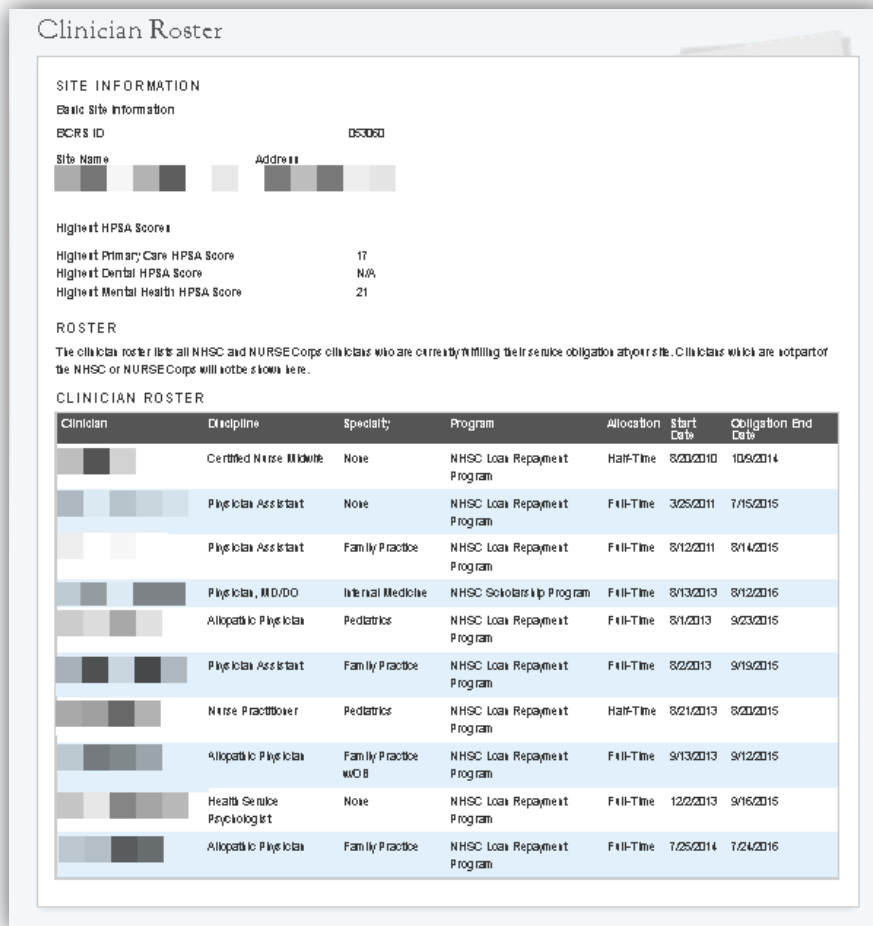 Clinician Roster
SITE INFORMATION
Basic Site Information
BCRS ID 053060
Site Name Address
Highest HPSA Scores
Highest Primary Care HPSA Score 17
Highest Dental HPSA Score N/A
Highest Mental Health HPSA Score 21
ROSTER
The clinician roster lists all NHSC and NURSE Corps clinicians who are currently fulfilling their service obligation at your site. Clinicians which are not part of
the NHSC or NURSE Corps will not be shown here.
CLINICIAN ROSTER
Clinician Discipline Specialty Program Allocation Start Obligation End
Date Date
Certified Nurse Midwife None NHSC Loan Repayment Half-Time 8/20/2010 10/9/2014
Program
Physician Assistant None NHSC Loan Repayment Full-Time 3/25/2011 7/15/2015
Program
Physician Assistant Family Practice NHSC Loan Repayment Full-Time 8/12/2011 8/14/2015
Program
Physician, MD/DO Internal Medicine NHSC Scholarship Program Full-Time 8/13/2013 8/12/2016
Allopathic Physician Pediatrics NHSC Loan Repayment Full-Time 8/1/2013 9/23/2015
Program
Physician Assistant Family Practice NHSC Loan Repayment Full-Time 8/2/2013 9/19/2015
Program
Nurse Practitioner Pediatrics NHSC Loan Repayment Half-Time 8/21/2013 8/20/2015
Program
Allopathic Physician Family Practice NHSC Loan Repayment Full-Time 9/13/2013 9/12/2015
w/OB Program
Health Service None NHSC Loan Repayment Full-Time 12/2/2013 9/16/2015
Psychologist Program
Allopathic Physician Family Practice NHSC Loan Repayment Full-Time 7/25/2014 7/24/2016
Program